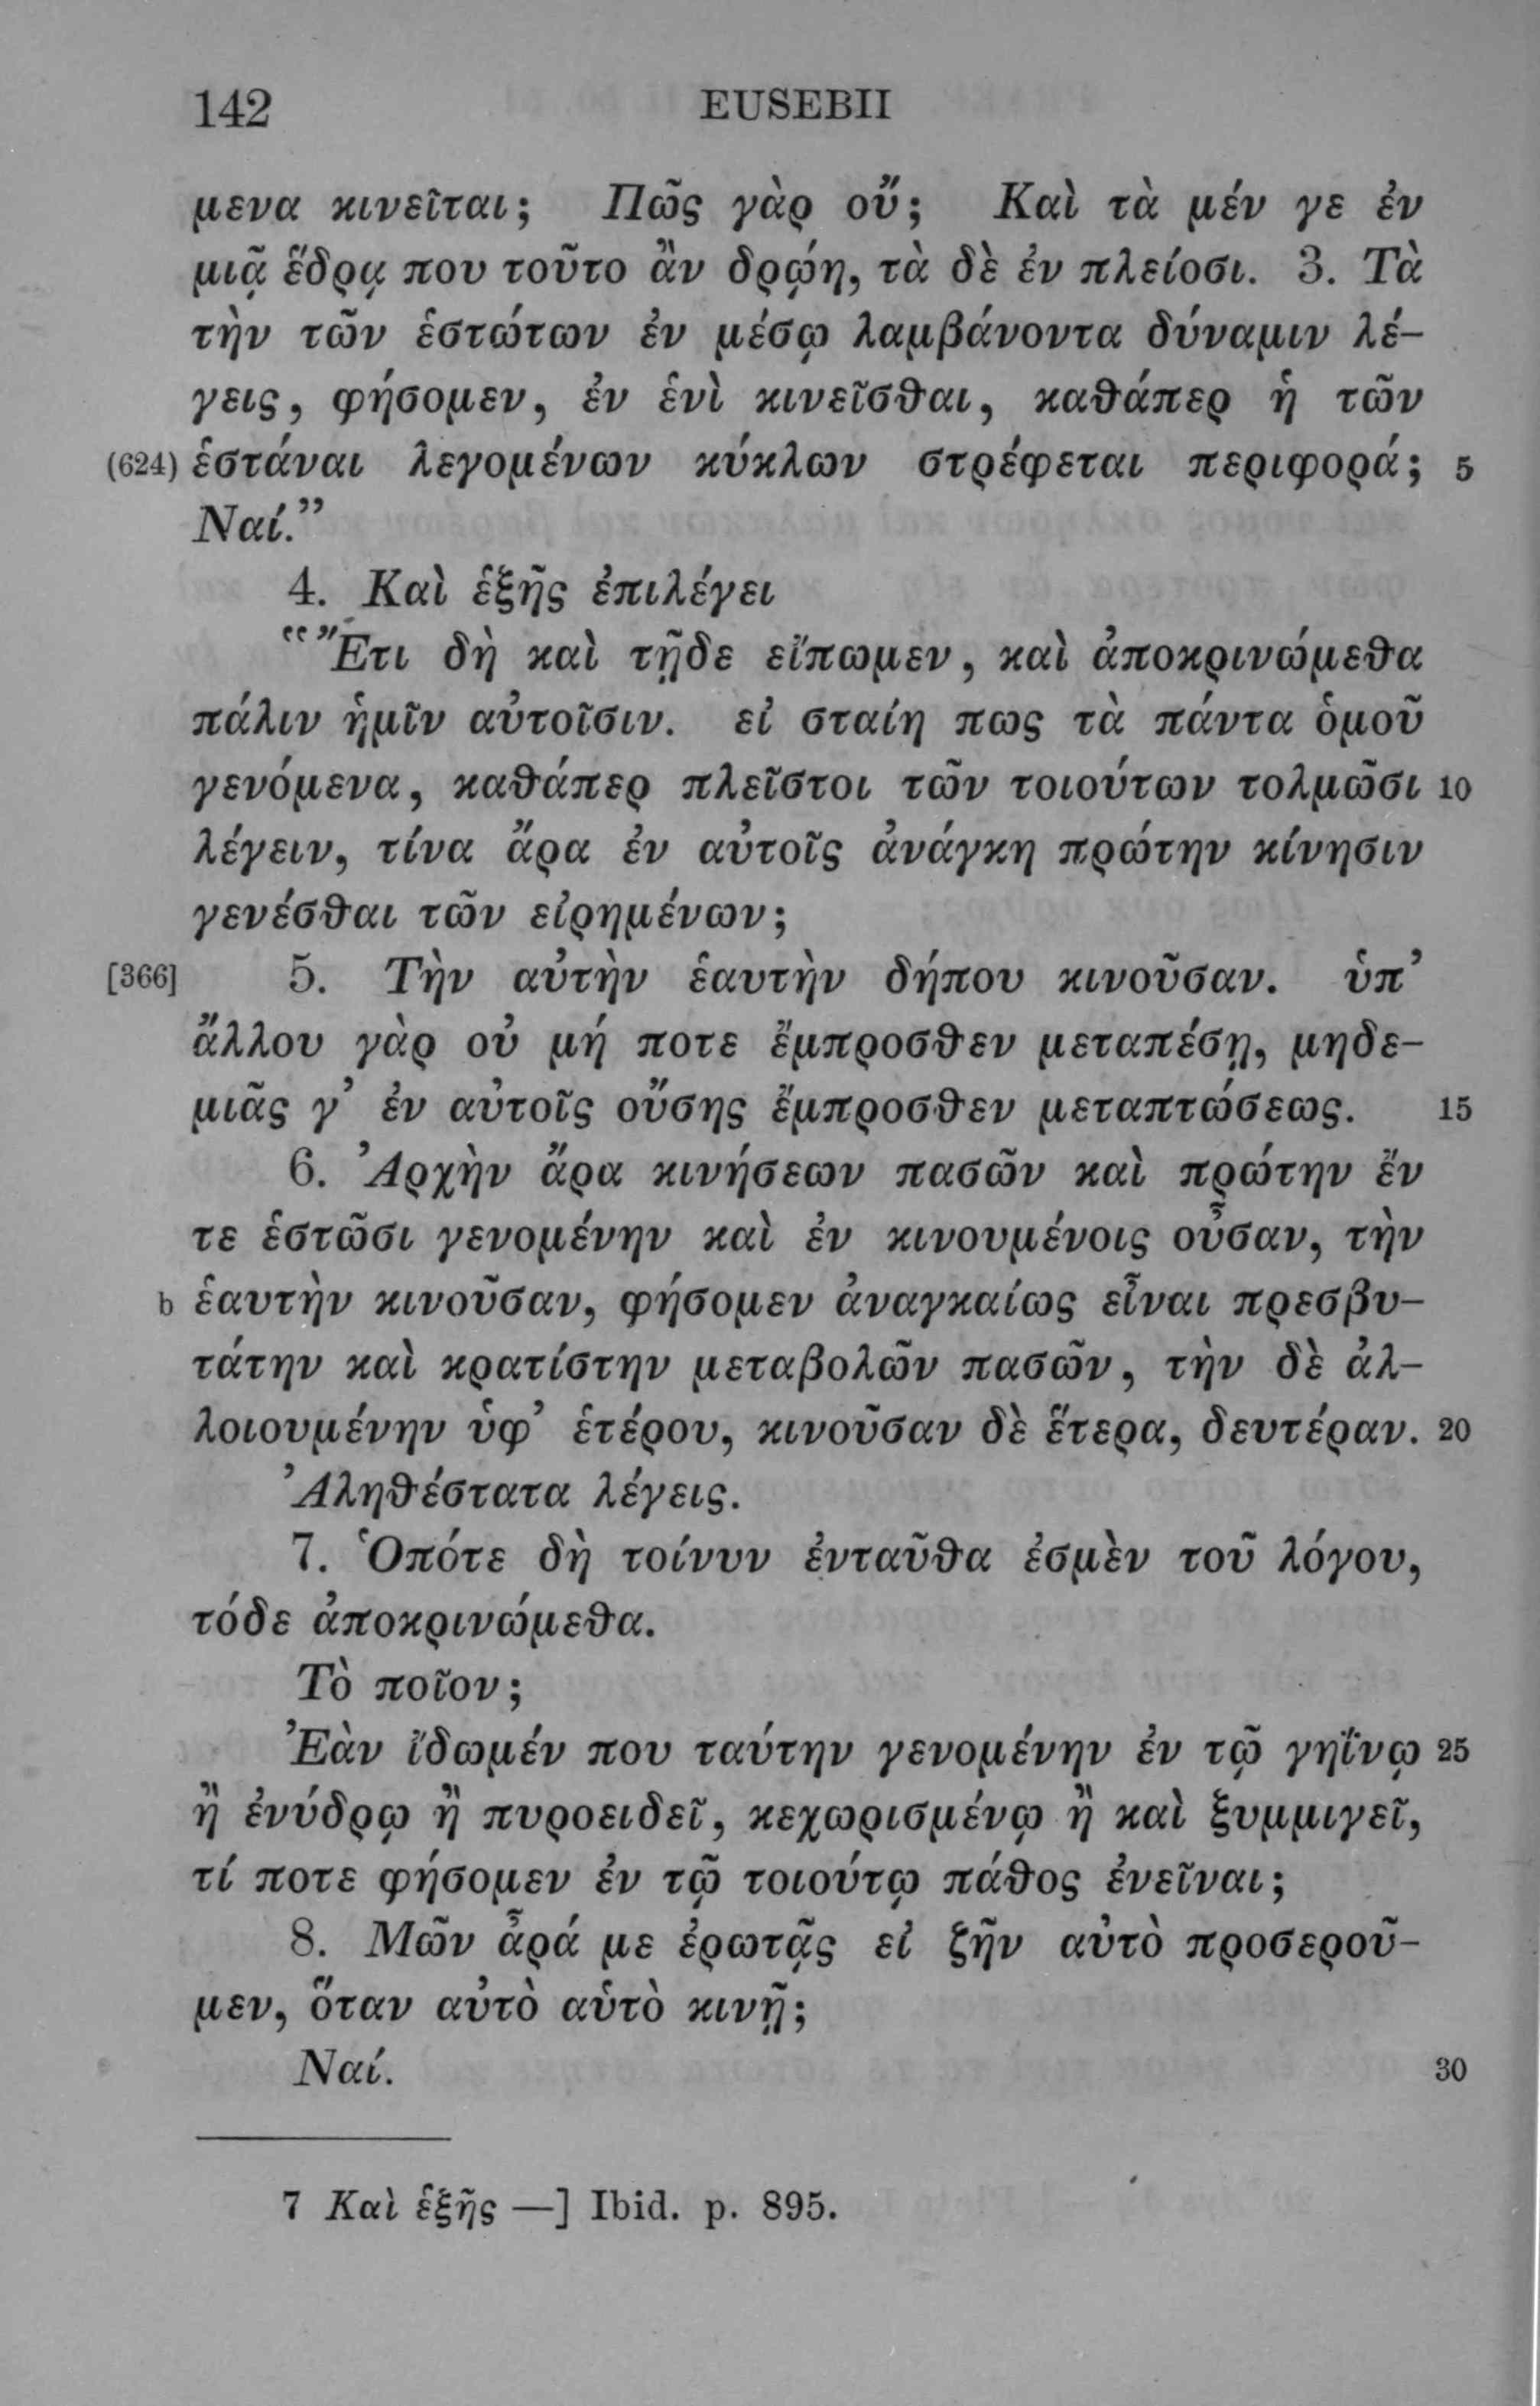 142 EUSEBII
μενα κινεῖται; Πῶς γὰρ οὔ; Καὶ τὰ μέν γε ἐν
μιᾷ ἕδρᾳ που τοῦτο ἂν δρῴη, τὰ δὲ ἐν πλείοσι. 3. Τὰ
τὴν τῶν ἑστώτων ἐν μέσῳ λαμβάνοντα δύναμιν λέ-
γεις, φήσομεν, ἐν ἑνὶ κινεῖσθαι, καθάπερ ἡ τῶν
(624) ἑστάναι λεγομένων κύκλων στρέφεται περιφορά; 5
Ναί.”
4. Καὶ ἑξῆς ἐπιλέγει
“Ἔτι δὴ καὶ τῇδε εἴπωμεν, καὶ ἀποκρινώμεθα
πάλιν ἡμῖν αὐτοῖσιν. εἰ σταίη πως τὰ πάντα ὁμοῦ
γενόμενα, καθάπερ πλεῖστοι τῶν τοιούτων τολμῶσι 10
λέγειν, τίνα ἄρα ἐν αὐτοῖς ἀνάγκη πρώτην κίνησιν
γενέσθαι τῶν εἰρημένων;
[366] 5. Τὴν αὐτὴν ἑαυτὴν δήπου κινοῦσαν. ὑπ’
ἄλλου γὰρ οὐ μή ποτε ἔμπροσθεν μεταπέσῃ, μηδε-
μιᾶς γ’ ἐν αὐτοῖς οὔσης ἔμπροσθεν μεταπτώσεως. 15
6. Ἀρχὴν ἄρα κινήσεων πασῶν καὶ πρώτην ἔν
τε ἑστῶσι γενομένην καὶ ἐν κινουμένοις οὖσαν, τὴν
b ἑαυτὴν κινοῦσαν, φήσομεν ἀναγκαίως εἶναι πρεσβυ-
τάτην καὶ κρατίστην μεταβολῶν πασῶν, τὴν δὲ ἀλ-
λοιουμένην ὑφ’ ἑτέρου, κινοῦσαν δὲ ἕτερα, δευτέραν. 20
Ἀληθέστατα λέγεις.
7. Ὁπότε δὴ τοίνυν ἐνταῦθα ἐσμὲν τοῦ λόγου,
τόδε ἀποκρινώμεθα.
Τὸ ποῖον;
Ἐὰν ἴδωμέν που ταύτην γενομένην ἐν τῷ γηΐνῳ 25
ἢ ἐνύδρῳ ἢ πυροειδεῖ, κεχωρισμένῳ ἢ καὶ ξυμμιγεῖ,
τί ποτε φήσομεν ἐν τῷ τοιούτῳ πάθος ἐνεῖναι;
8. Μῶν ἆρά με ἐρωτᾷς εἰ ζῆν αὐτὸ προσεροῦ-
μεν, ὅταν αὐτὸ αὑτὸ κινῇ;
Ναί. 30
7 Καὶ ἑξῆς —] Ibid. p. 895.